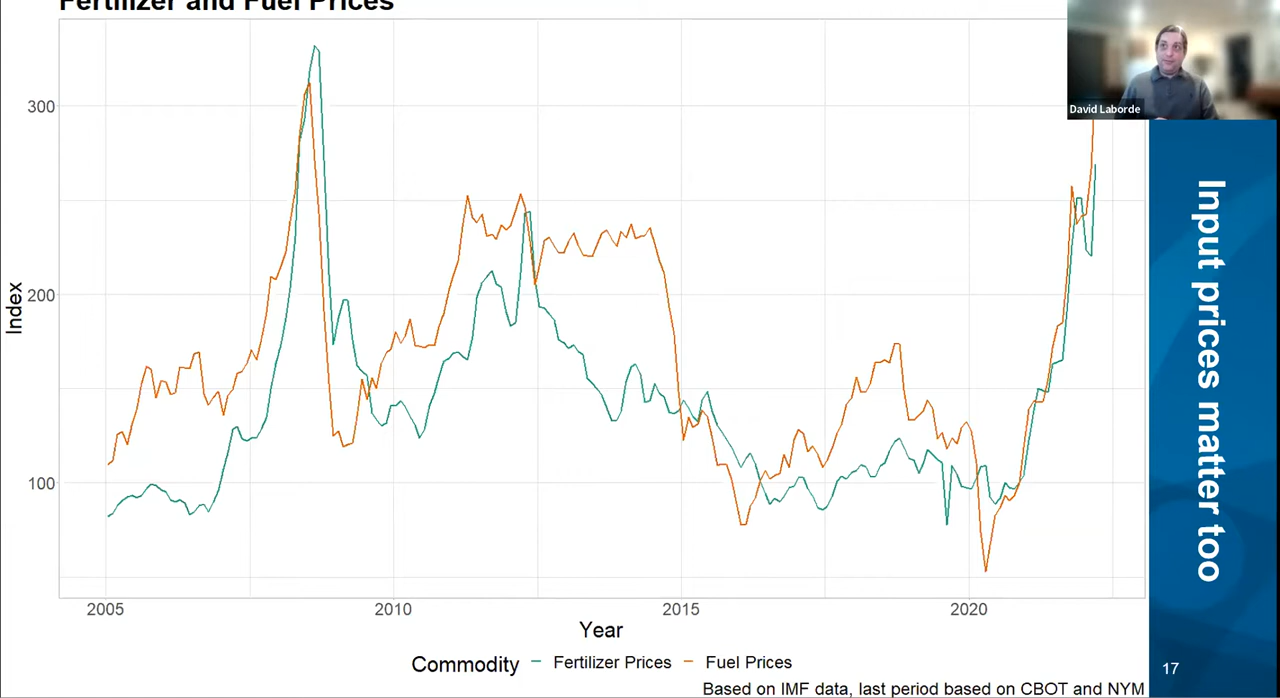 Fertilizer and Fuel Prices
David Laborde
Input prices matter too
300
200
100
Index
2005 2010 2015 2020
Year
Commodity Fertilizer Prices Fuel Prices
Based on IMF data, last period based on CBOT and NYM
17